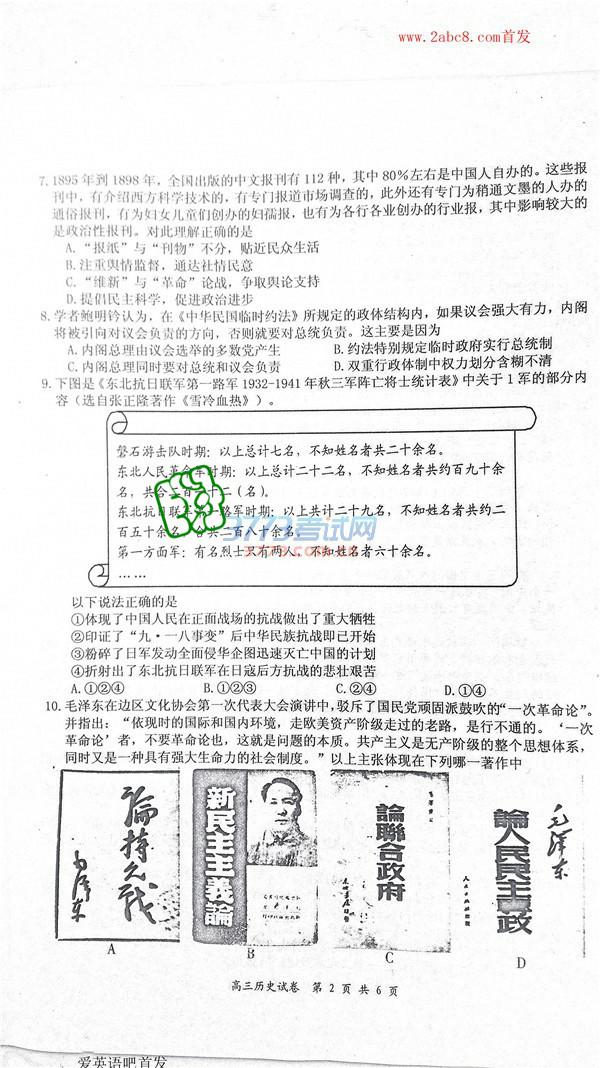 www.2abc8.com首发
7.1895年到1898年，全国出版的中文报刊有112种，其中80%左右是中国人自办的。这些报
刊中，有介绍西方科学技术的，有专门报道市场调查的，此外还有专门为稍通文墨的人办的
通俗报刊，有为妇女儿童们创办的妇孺报，也有为各行各业创办的行业报，其中影响较大的
是政治性报刊。对此理解正确的是
A.“报纸”与“刊物”不分，贴近民众生活
B.注重舆情监督，通达社情民意
C.“维新”与“革命”论战，争取舆论支持
D.提倡民主科学，促进政治进步
8.学者鲍明钤认为，在《中华民国临时约法》所规定的政体结构内，如果议会强大有力，内阁
将被引向对议会负责的方向，否则就要对总统负责。这主要是因为
A.内阁总理由议会选举的多数党产生 B.约法特别规定临时政府实行总统制
C.内阁总理同时要对总统和议会负责 D.双重行政体制中权力划分含糊不清
9.下图是《东北抗日联军第一路军1932-1941年秋三军阵亡将士统计表》中关于1军的部分内
容（选自张正隆著作《雪冷血热》）。
磐石游击队时期：以上总计七名，不知姓名者共二十余名。
东北人民革命军时期：以上总计二十二名，不知姓名者共约百九十余
名，共合二百一十二（名）。
东北抗日联军第一路军时期：以上共计二十九名，不知姓名者共约二
百五十余名，合共二百八十余名。
3773考试网
第一方面军：有名烈士只有两人，不知姓名者六十余名。
……
以下说法正确的是
①体现了中国人民在正面战场的抗战做出了重大牺牲
②印证了“九·一八事变”后中华民族抗战即已开始
③粉碎了日军发动全面侵华企图迅速灭亡中国的计划
④折射出了东北抗日联军在日寇后方抗战的悲壮艰苦
A.①②④ B.①②③ C.②④ D.①④
10.毛泽东在边区文化协会第一次代表大会演讲中，驳斥了国民党顽固派鼓吹的“一次革命论”。
并指出：“依现时的国际和国内环境，走欧美资产阶级走过的老路，是行不通的。‘一次
革命论’者，不要革命论也，这就是问题的本质。共产主义是无产阶级的整个思想体系，
同时又是一种具有强大生命力的社会制度。”以上主张体现在下列哪一著作中
論持久战
毛泽东
新民主主義論
論聯合政府
論人民民主專政
毛泽东
人民出版社
A
B
C
D
高三历史试卷 第2页共6页
爱英语吧首发